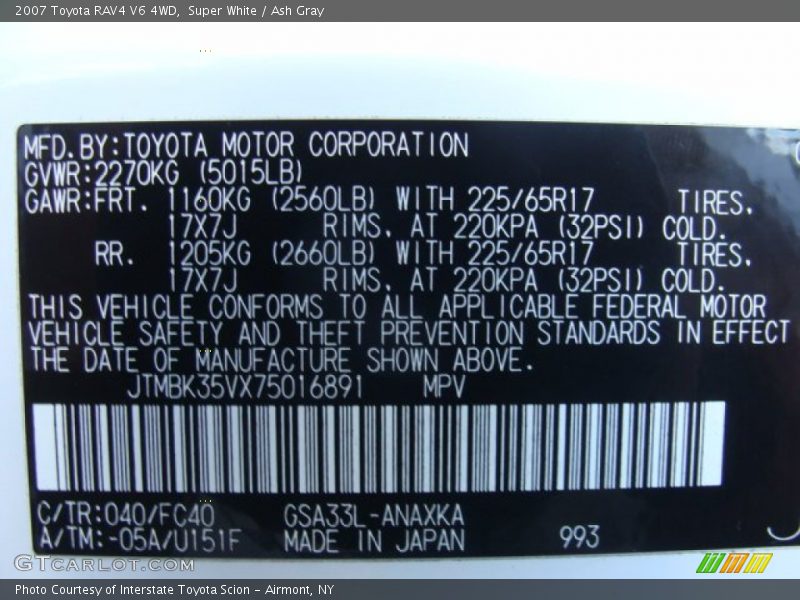 2007 Toyota RAV4 V6 4WD, Super White / Ash Gray
MFD.BY:TOYOTA MOTOR CORPORATION
GVWR:2270KG (5015LB)
GAWR:FRT. 1160KG (2560LB) WITH 225/65R17 TIRES.
17X7J RIMS. AT 220KPA (32PSI) COLD.
RR. 1205KG (2660LB) WITH 225/65R17 TIRES.
17X7J RIMS. AT 220KPA (32PSI) COLD.
THIS VEHICLE CONFORMS TO ALL APPLICABLE FEDERAL MOTOR
VEHICLE SAFETY AND THEFT PREVENTION STANDARDS IN EFFECT
THE DATE OF MANUFACTURE SHOWN ABOVE.
JTMBK35VX75016891 MPV
C/TR:040/FC40 GSA33L-ANAXKA
A/TM:-05A/U151F MADE IN JAPAN 993
GTcarlot.com
Photo Courtesy of Interstate Toyota Scion - Airmont, NY